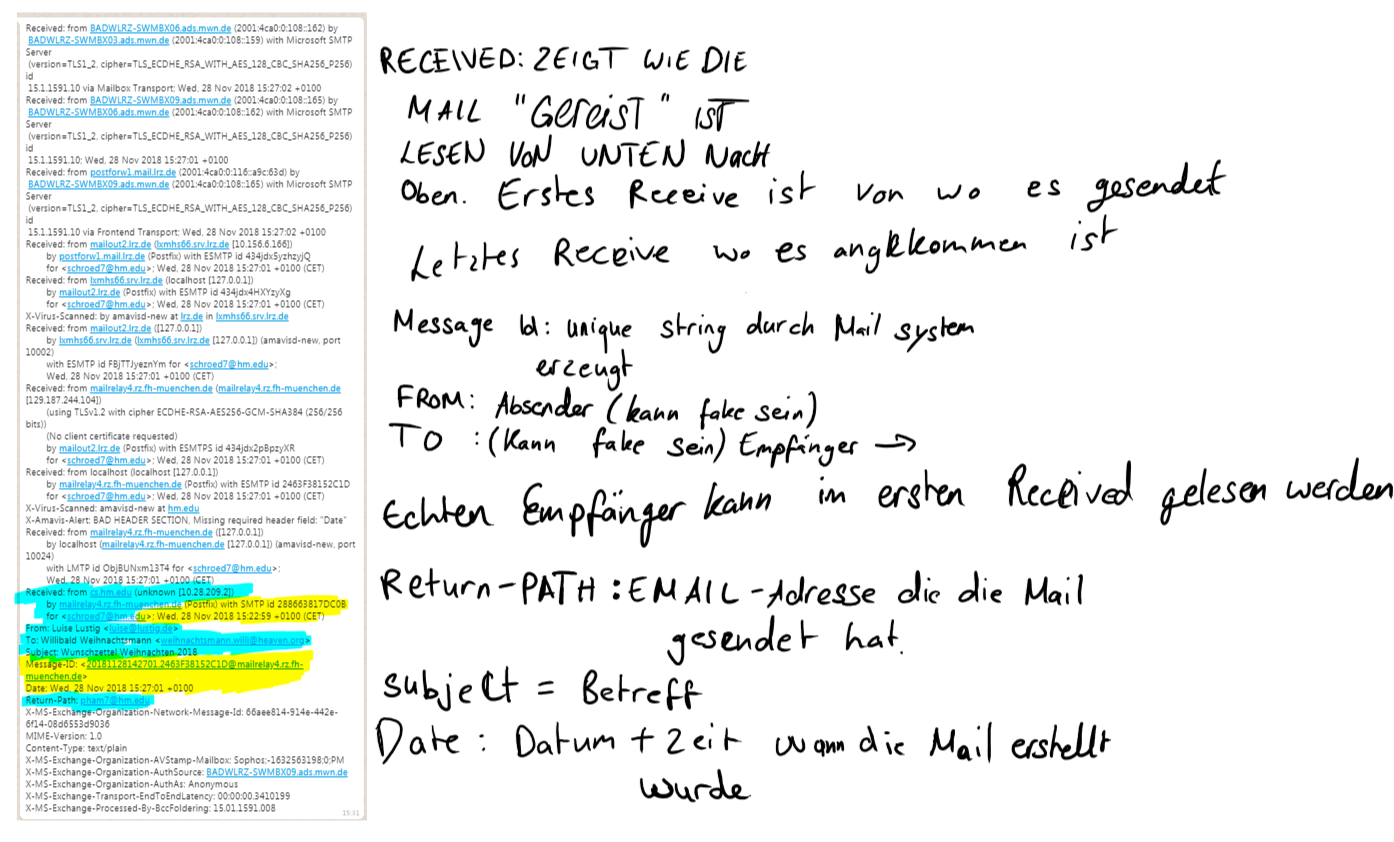 Received: from BADWLRZ-SWMBX06.ads.mwn.de (2001:4ca0:0:108::162) by
BADWLRZ-SWMBX03.ads.mwn.de (2001:4ca0:0:108::159) with Microsoft SMTP
Server
(version=TLS1_2, cipher=TLS_ECDHE_RSA_WITH_AES_128_CBC_SHA256_P256)
id
15.1.1591.10 via Mailbox Transport; Wed, 28 Nov 2018 15:27:02 +0100
Received: from BADWLRZ-SWMBX09.ads.mwn.de (2001:4ca0:0:108::165) by
BADWLRZ-SWMBX06.ads.mwn.de (2001:4ca0:0:108::162) with Microsoft SMTP
Server
(version=TLS1_2, cipher=TLS_ECDHE_RSA_WITH_AES_128_CBC_SHA256_P256)
id
15.1.1591.10; Wed, 28 Nov 2018 15:27:01 +0100
Received: from postforw1.mail.lrz.de (2001:4ca0:0:116::a9c:63d) by
BADWLRZ-SWMBX09.ads.mwn.de (2001:4ca0:0:108::165) with Microsoft SMTP
Server
(version=TLS1_2, cipher=TLS_ECDHE_RSA_WITH_AES_128_CBC_SHA256_P256)
id
15.1.1591.10 via Frontend Transport; Wed, 28 Nov 2018 15:27:02 +0100
Received: from mailout2.lrz.de (lxmhs66.srv.lrz.de [10.156.6.166])
by postforw1.mail.lrz.de (Postfix) with ESMTP id 434jdx5yzhzyjQ
for <schroed7@hm.edu>; Wed, 28 Nov 2018 15:27:01 +0100 (CET)
Received: from lxmhs66.srv.lrz.de (localhost [127.0.0.1])
by mailout2.lrz.de (Postfix) with ESMTP id 434jdx4HXYzyXg
for <schroed7@hm.edu>; Wed, 28 Nov 2018 15:27:01 +0100 (CET)
X-Virus-Scanned: by amavisd-new at lrz.de in lxmhs66.srv.lrz.de
Received: from mailout2.lrz.de ([127.0.0.1])
by lxmhs66.srv.lrz.de (lxmhs66.srv.lrz.de [127.0.0.1]) (amavisd-new, port
10002)
with ESMTP id FBjTTJyeznYm for <schroed7@hm.edu>;
Wed, 28 Nov 2018 15:27:01 +0100 (CET)
Received: from mailrelay4.rz.fh-muenchen.de (mailrelay4.rz.fh-muenchen.de
[129.187.244.104])
(using TLSv1.2 with cipher ECDHE-RSA-AES256-GCM-SHA384 (256/256
bits))
(No client certificate requested)
by mailout2.lrz.de (Postfix) with ESMTPS id 434jdx2pBpzyXR
for <schroed7@hm.edu>; Wed, 28 Nov 2018 15:27:01 +0100 (CET)
Received: from localhost (localhost [127.0.0.1])
by mailrelay4.rz.fh-muenchen.de (Postfix) with ESMTP id 2463F38152C1D
for <schroed7@hm.edu>; Wed, 28 Nov 2018 15:27:01 +0100 (CET)
X-Virus-Scanned: amavisd-new at hm.edu
X-Amavis-Alert: BAD HEADER SECTION, Missing required header field: "Date"
Received: from mailrelay4.rz.fh-muenchen.de ([127.0.0.1])
by localhost (mailrelay4.rz.fh-muenchen.de [127.0.0.1]) (amavisd-new, port
10024)
with LMTP id ObjBUNxm13T4 for <schroed7@hm.edu>;
Wed, 28 Nov 2018 15:27:01 +0100 (CET)
Received: from cs.hm.edu (unknown [10.28.209.2])
by mailrelay4.rz.fh-muenchen.de (Postfix) with SMTP id 288663817DC0B
for <schroed7@hm.edu>; Wed, 28 Nov 2018 15:22:59 +0100 (CET)
From: Luise Lustig <luise@lustig.de>
To: Willibald Weihnachtsmann <weihnachtsmann.willi@heaven.org>
Subject: Wunschzettel Weihnachten 2018
Message-ID: <20181128142701.2463F38152C1D@mailrelay4.rz.fh-
muenchen.de>
Date: Wed, 28 Nov 2018 15:27:01 +0100
Return-Path: pham7@hm.edu
X-MS-Exchange-Organization-Network-Message-Id: 66aee814-914e-442e-
6f14-08d6553d9036
MIME-Version: 1.0
Content-Type: text/plain
X-MS-Exchange-Organization-AVStamp-Mailbox: Sophos;-1632563198;0;PM
X-MS-Exchange-Organization-AuthSource: BADWLRZ-SWMBX09.ads.mwn.de
X-MS-Exchange-Organization-AuthAs: Anonymous
X-MS-Exchange-Transport-EndToEndLatency: 00:00:00.3410199
X-MS-Exchange-Processed-By-BccFoldering: 15.01.1591.008
15:31
RECEIVED: ZEIGT WIE DIE
MAIL "Gereist" IST
LESEN VON UNTEN Nach
Oben. Erstes Receive ist von wo es gesendet
Letztes Receive wo es angekkommen ist
Message Id: unique string durch Mail system
erzeugt
FROM: Absender (kann fake sein)
TO : (Kann fake sein) Empfänger →
Echten Empfänger kann im ersten Received gelesen werden
Return-PATH : EMAIL-Adresse die die Mail
gesendet hat.
subject = Betreff
Date : Datum + Zeit wann die Mail erstellt
wurde